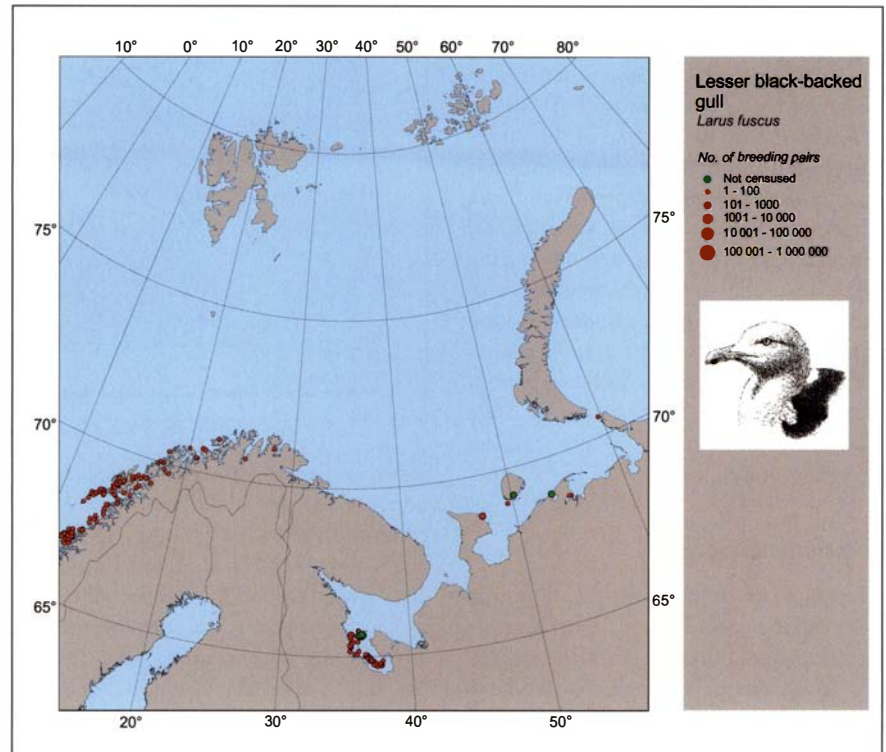 10° 0° 10° 20° 30° 40° 50° 60° 70° 80°
75° 75°
70° 70°
65° 65°
20° 30° 40° 50°
Lesser black-backed
gull
Larus fuscus
No. of breeding pairs
Not censused
1 - 100
101 - 1000
1001 - 10 000
10 001 - 100 000
100 001 - 1 000 000